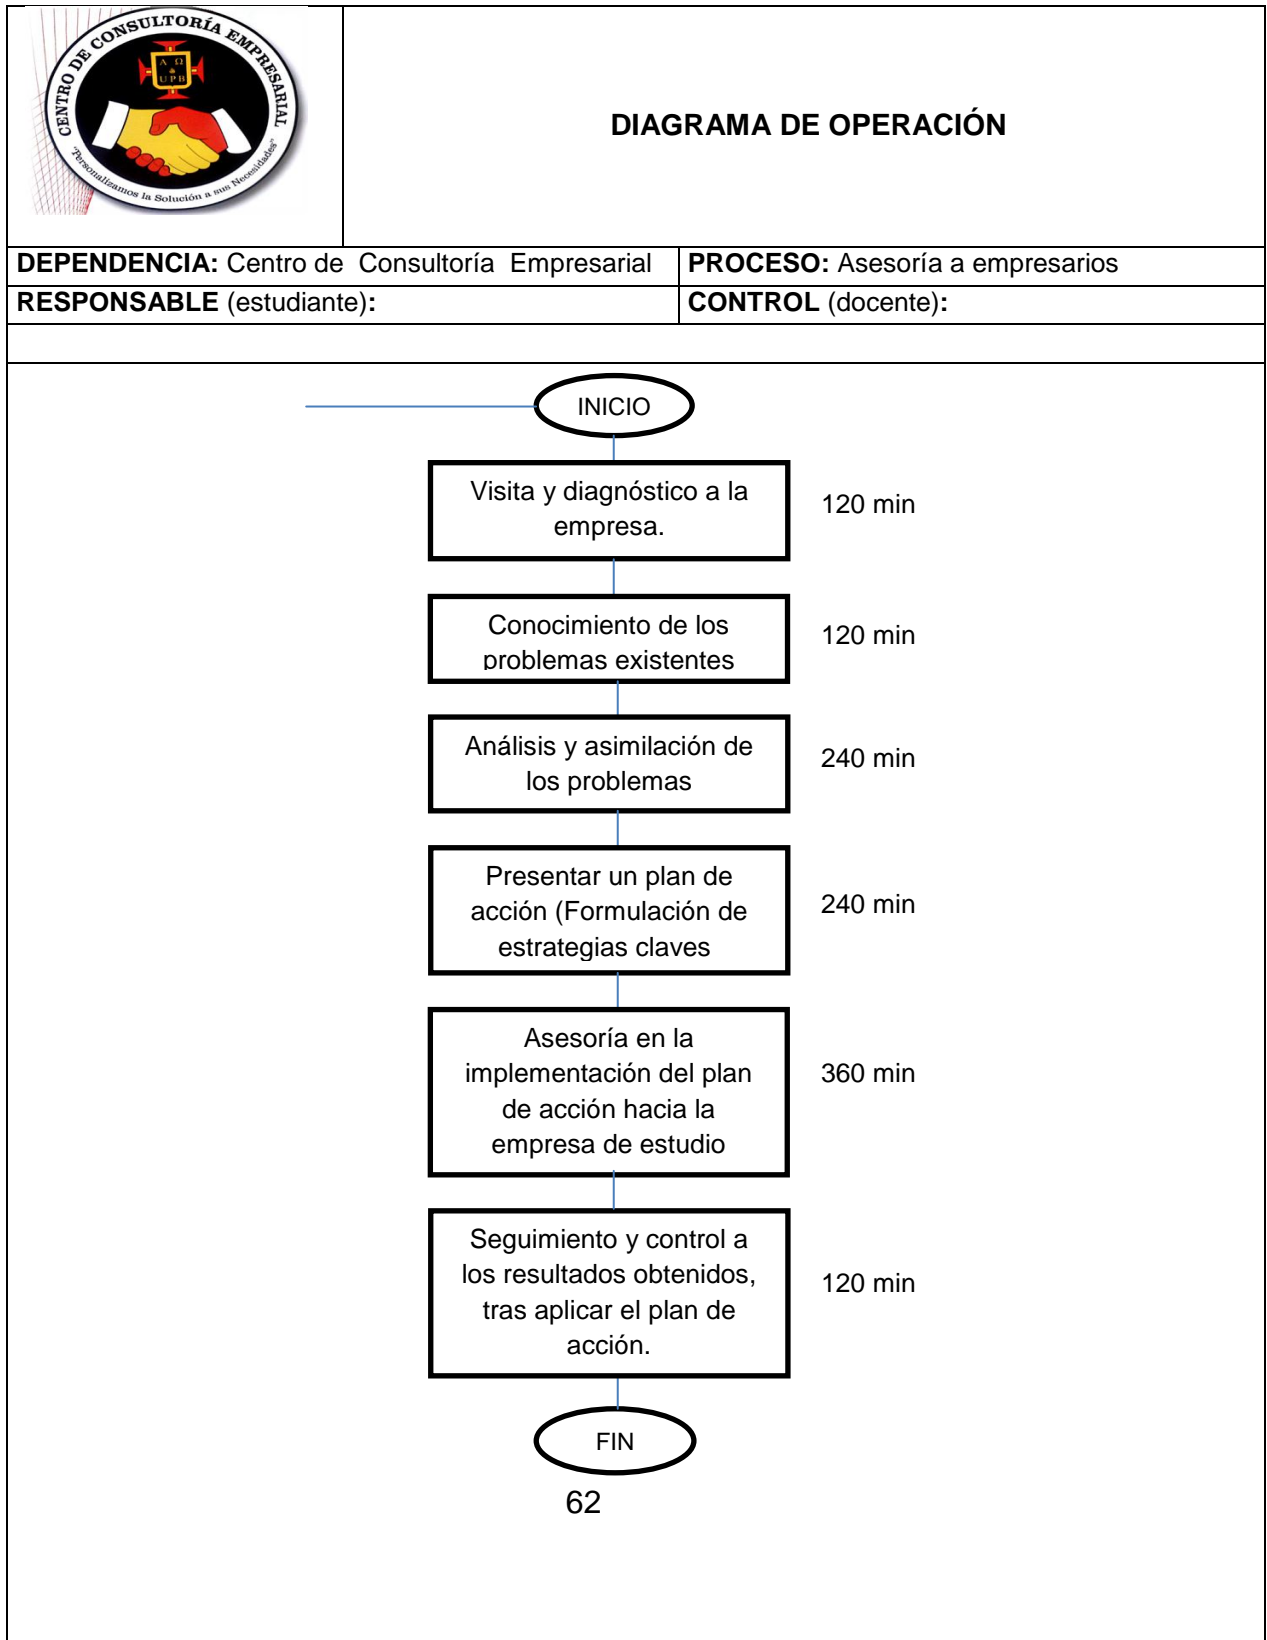 CENTRO DE CONSULTORÍA EMPRESARIAL
Α Ω
&
UPB
"Personalizamos la Solución a sus Necesidades"
DIAGRAMA DE OPERACIÓN
DEPENDENCIA: Centro de Consultoría Empresarial
PROCESO: Asesoría a empresarios
RESPONSABLE (estudiante):
CONTROL (docente):
INICIO
Visita y diagnóstico a la
empresa.
120 min
Conocimiento de los
problemas existentes
120 min
Análisis y asimilación de
los problemas
240 min
Presentar un plan de
acción (Formulación de
estrategias claves
240 min
Asesoría en la
implementación del plan
de acción hacia la
empresa de estudio
360 min
Seguimiento y control a
los resultados obtenidos,
tras aplicar el plan de
acción.
120 min
FIN
62